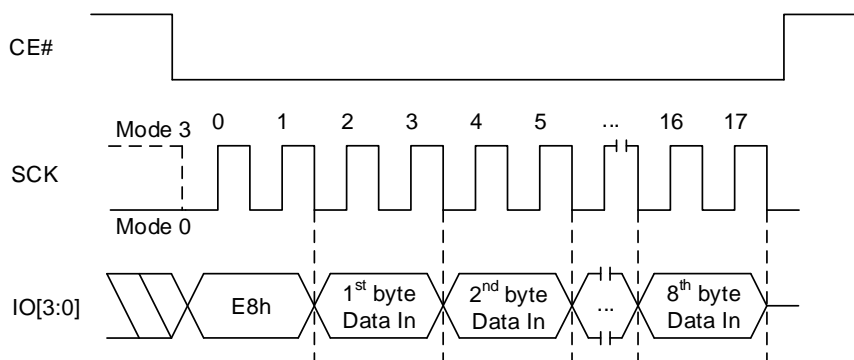 CE#
Mode 3
0 1 2 3 4 5 ... 16 17
SCK
Mode 0
IO[3:0]
E8h
1st byte
Data In
2nd byte
Data In
...
8th byte
Data In